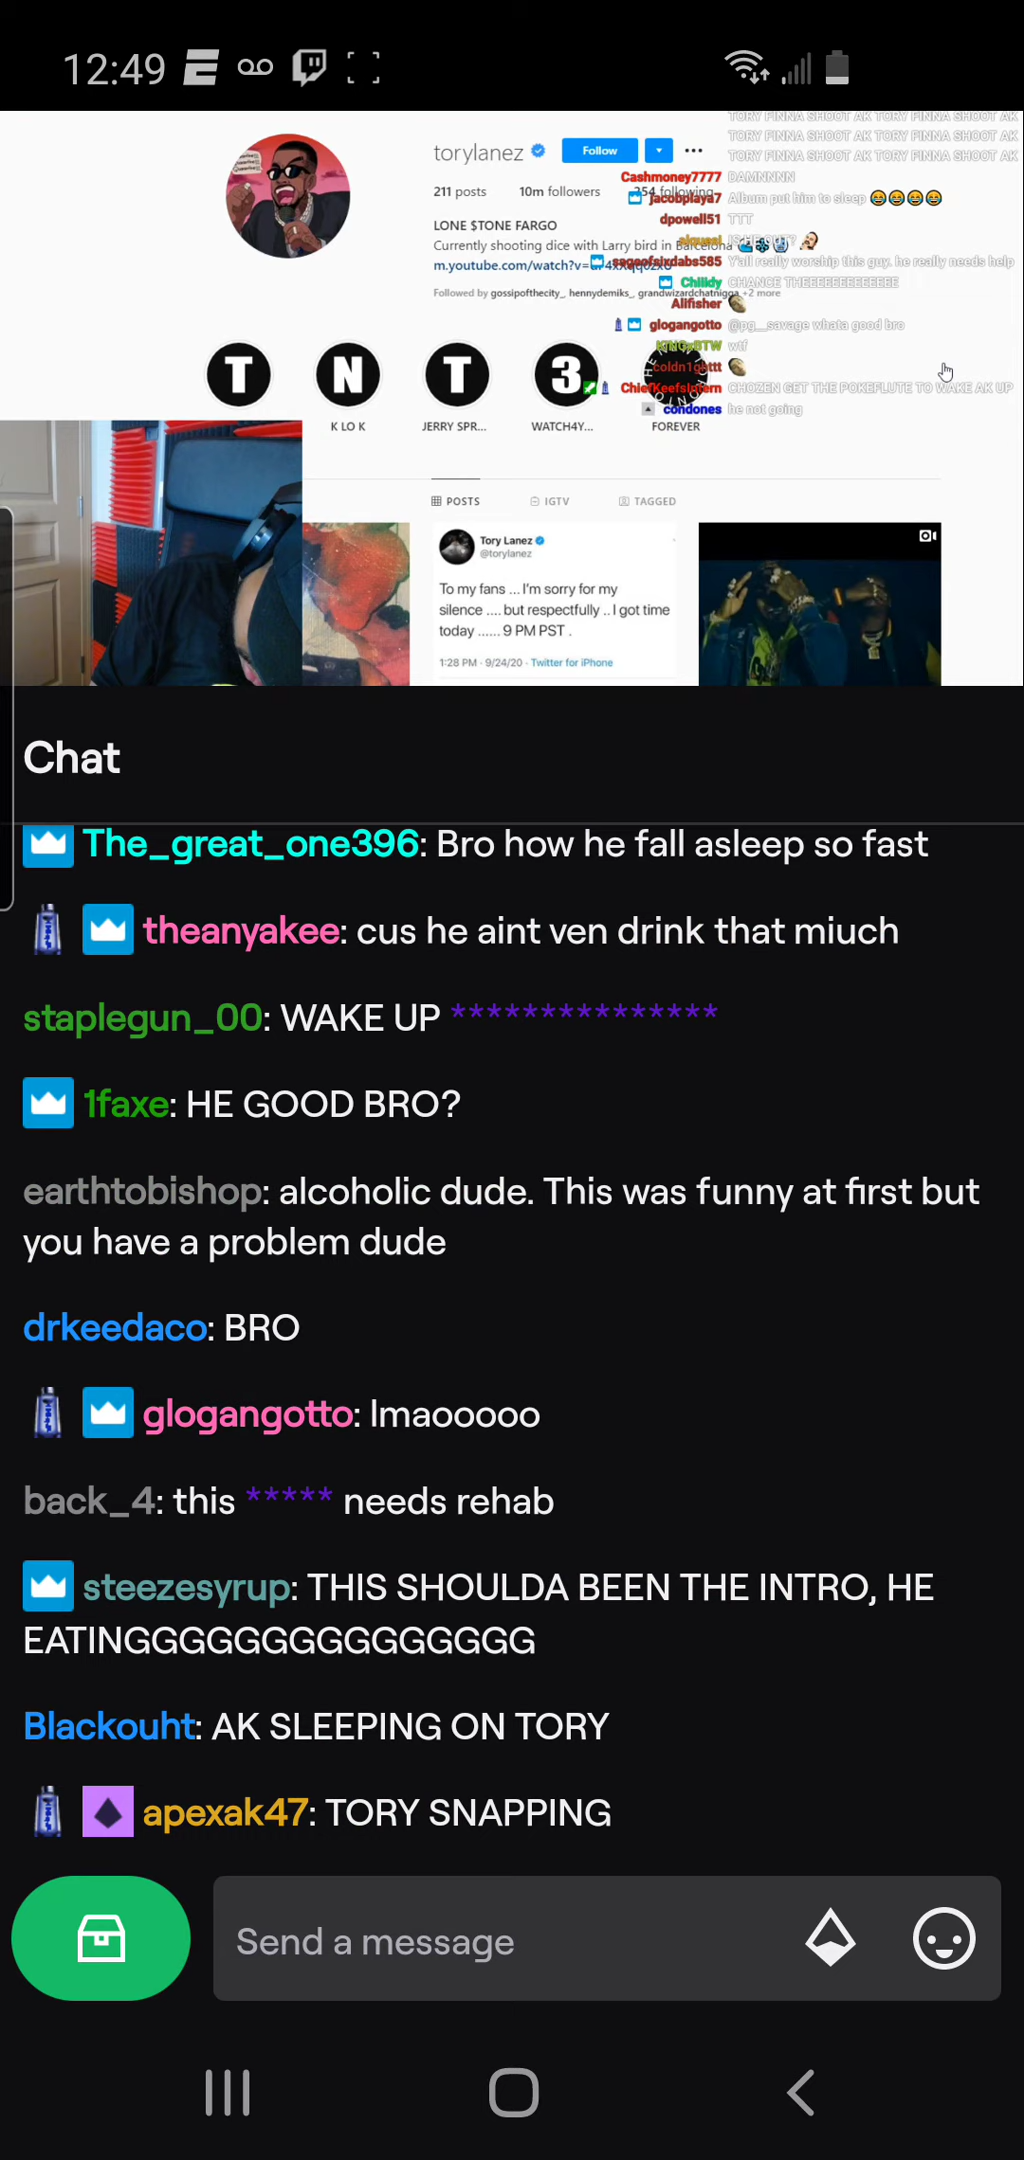 12:49
torylanez Follow
211 posts 10m followers 254 following
LONE $TONE FARGO
Currently shooting dice with Larry bird in Barcelona
m.youtube.com/watch?v=
Followed by gossipofthecity_, hennydemiks_, grandwizardchatnigga +2 more
TORY FINNA SHOOT AK TORY FINNA SHOOT AK
TORY FINNA SHOOT AK TORY FINNA SHOOT AK
TORY FINNA SHOOT AK TORY FINNA SHOOT AK
Cashmoney7777 DAMNNNN
jacobplaya7 Album put him to sleep 😂😂😂😂
dpowell51 TTT
IS HE OUT?
sageofsixdabs585 Y'all really worship this guy. he really needs help
Chilldy CHANCE THEEEEEEEEEEEE
Alifisher
glogangotto @pg__savage whata good bro
wtf
coldn1ghttt
ChiefKeefsIntern CHOZEN GET THE POKEFLUTE TO WAKE AK UP
condones he not going
T N T 3
K LO K JERRY SPR... WATCH4Y... FOREVER
POSTS IGTV TAGGED
Tory Lanez
@torylanez
To my fans ... I'm sorry for my
silence .... but respectfully .. I got time
today ...... 9 PM PST .
1:28 PM · 9/24/20 · Twitter for iPhone
Chat
The_great_one396: Bro how he fall asleep so fast
theanyakee: cus he aint ven drink that miuch
staplegun_00: WAKE UP ***************
1faxe: HE GOOD BRO?
earthtobishop: alcoholic dude. This was funny at first but
you have a problem dude
drkeedaco: BRO
glogangotto: lmaooooo
back_4: this ***** needs rehab
steezesyrup: THIS SHOULDA BEEN THE INTRO, HE
EATINGGGGGGGGGGGGGGG
Blackouht: AK SLEEPING ON TORY
apexak47: TORY SNAPPING
Send a message